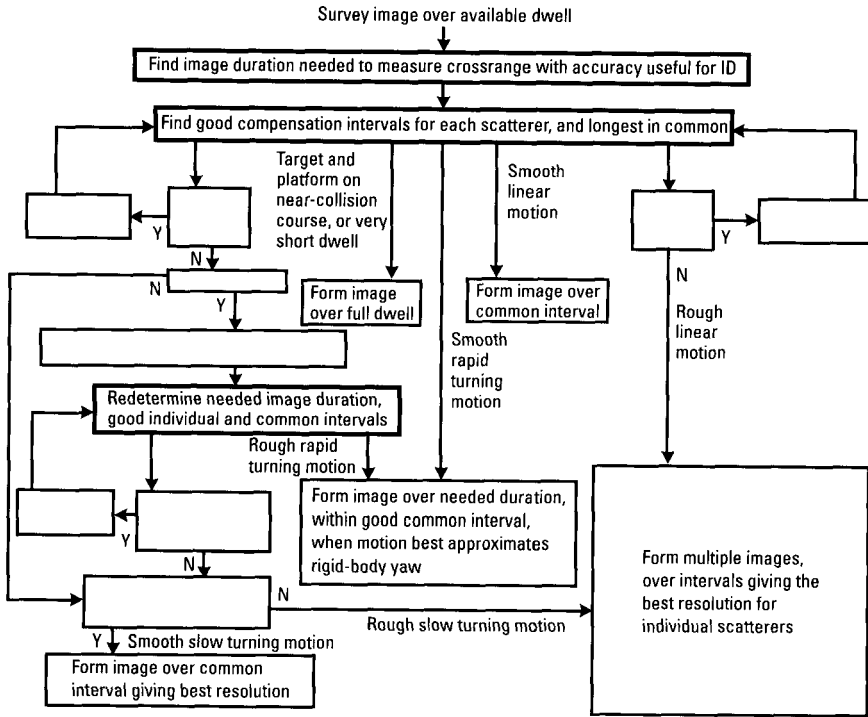 Survey image over available dwell
Find image duration needed to measure crossrange with accuracy useful for ID
Find good compensation intervals for each scatterer, and longest in common
Target and
platform on
near-collision
course, or very
short dwell
Smooth
linear
motion
Y
N
Y
N
Y
N
Form image
over full dwell
Form image over
common interval
Rough
linear
motion
Smooth
rapid
turning
motion
Redetermine needed image duration,
good individual and common intervals
Rough rapid
turning motion
Form image over needed duration,
within good common interval,
when motion best approximates
rigid-body yaw
Form multiple images,
over intervals giving the
best resolution for
individual scatterers
Y
N
N
Rough slow turning motion
Y
Smooth slow turning motion
Form image over common
interval giving best resolution